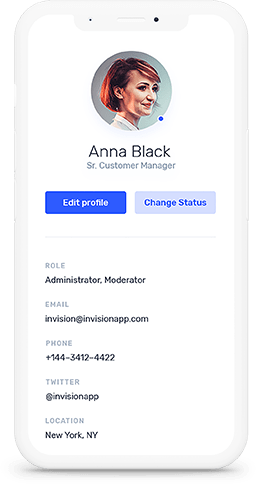 Anna Black
Sr. Customer Manager
Edit profile
Change Status
ROLE
Administrator, Moderator
EMAIL
invision@invisionapp.com
PHONE
+144-3412-4422
TWITTER
@invisionapp
LOCATION
New York, NY